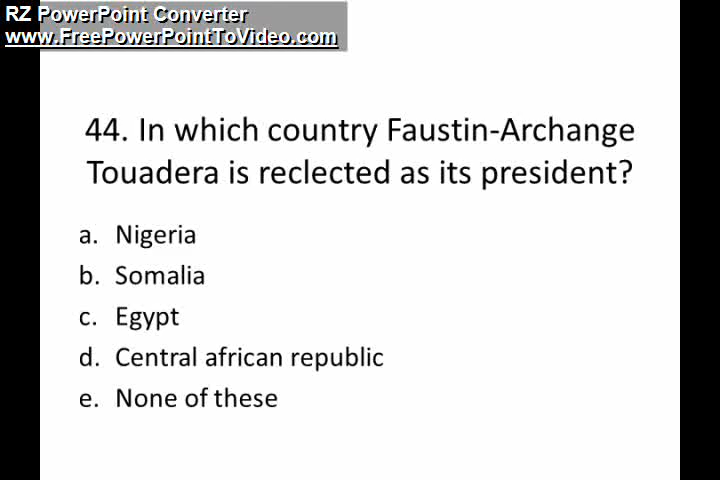 RZ PowerPoint Converter
www.FreePowerPointToVideo.com
44. In which country Faustin-Archange
Touadera is reclected as its president?
a. Nigeria
b. Somalia
c. Egypt
d. Central african republic
e. None of these